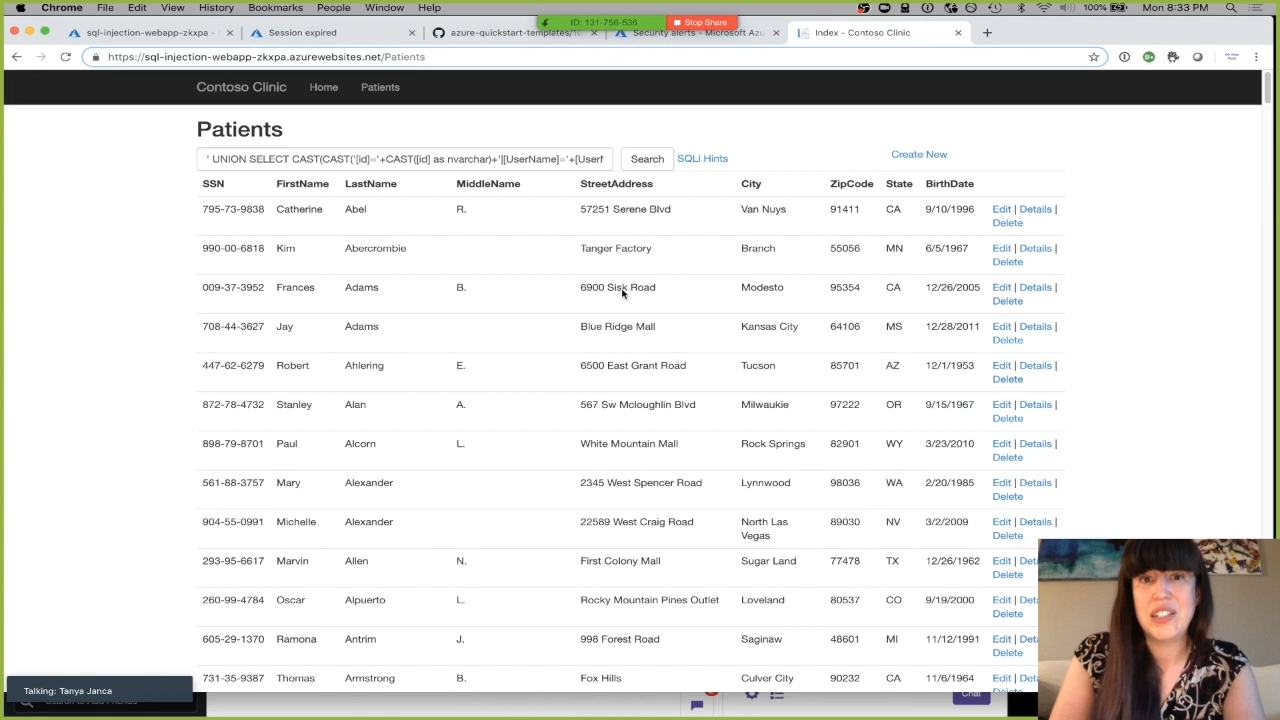 Chrome File Edit View History Bookmarks People Window Help 100% Mon 8:33 PM
ID: 131-756-536 Stop Share
sql-injection-webapp-zkxpa - Session expired azure-quickstart-templates/10 Security alerts - Microsoft Azu Index - Contoso Clinic
https://sql-injection-webapp-zkxpa.azurewebsites.net/Patients
Contoso Clinic Home Patients
Patients
' UNION SELECT CAST(CAST('[id]='+CAST([id] as nvarchar)+'|[UserName]='+[User Search SQLi Hints Create New
SSN FirstName LastName MiddleName StreetAddress City ZipCode State BirthDate
795-73-9838 Catherine Abel R. 57251 Serene Blvd Van Nuys 91411 CA 9/10/1996 Edit | Details |
Delete
990-00-6818 Kim Abercrombie Tanger Factory Branch 55056 MN 6/5/1967 Edit | Details |
Delete
009-37-3952 Frances Adams B. 6900 Sisk Road Modesto 95354 CA 12/26/2005 Edit | Details |
Delete
708-44-3627 Jay Adams Blue Ridge Mall Kansas City 64106 MS 12/28/2011 Edit | Details |
Delete
447-62-6279 Robert Ahlering E. 6500 East Grant Road Tucson 85701 AZ 12/1/1953 Edit | Details |
Delete
872-78-4732 Stanley Alan A. 567 Sw Mcloughlin Blvd Milwaukie 97222 OR 9/15/1967 Edit | Details |
Delete
898-79-8701 Paul Alcorn L. White Mountain Mall Rock Springs 82901 WY 3/23/2010 Edit | Details |
Delete
561-88-3757 Mary Alexander 2345 West Spencer Road Lynnwood 98036 WA 2/20/1985 Edit | Details |
Delete
904-55-0991 Michelle Alexander 22589 West Craig Road North Las 89030 NV 3/2/2009 Edit | Details |
Vegas Delete
293-95-6617 Marvin Allen N. First Colony Mall Sugar Land 77478 TX 12/26/1962 Edit | Details |
Delete
260-99-4784 Oscar Alpuerto L. Rocky Mountain Pines Outlet Loveland 80537 CO 9/19/2000 Edit | Deta
Delete
605-29-1370 Ramona Antrim J. 998 Forest Road Saginaw 48601 MI 11/12/1991 Edit | Deta
Delete
731-35-9387 Thomas Armstrong B. Fox Hills Culver City 90232 CA 11/6/1964 Edit | Deta
Talking: Tanya Janca
Chat